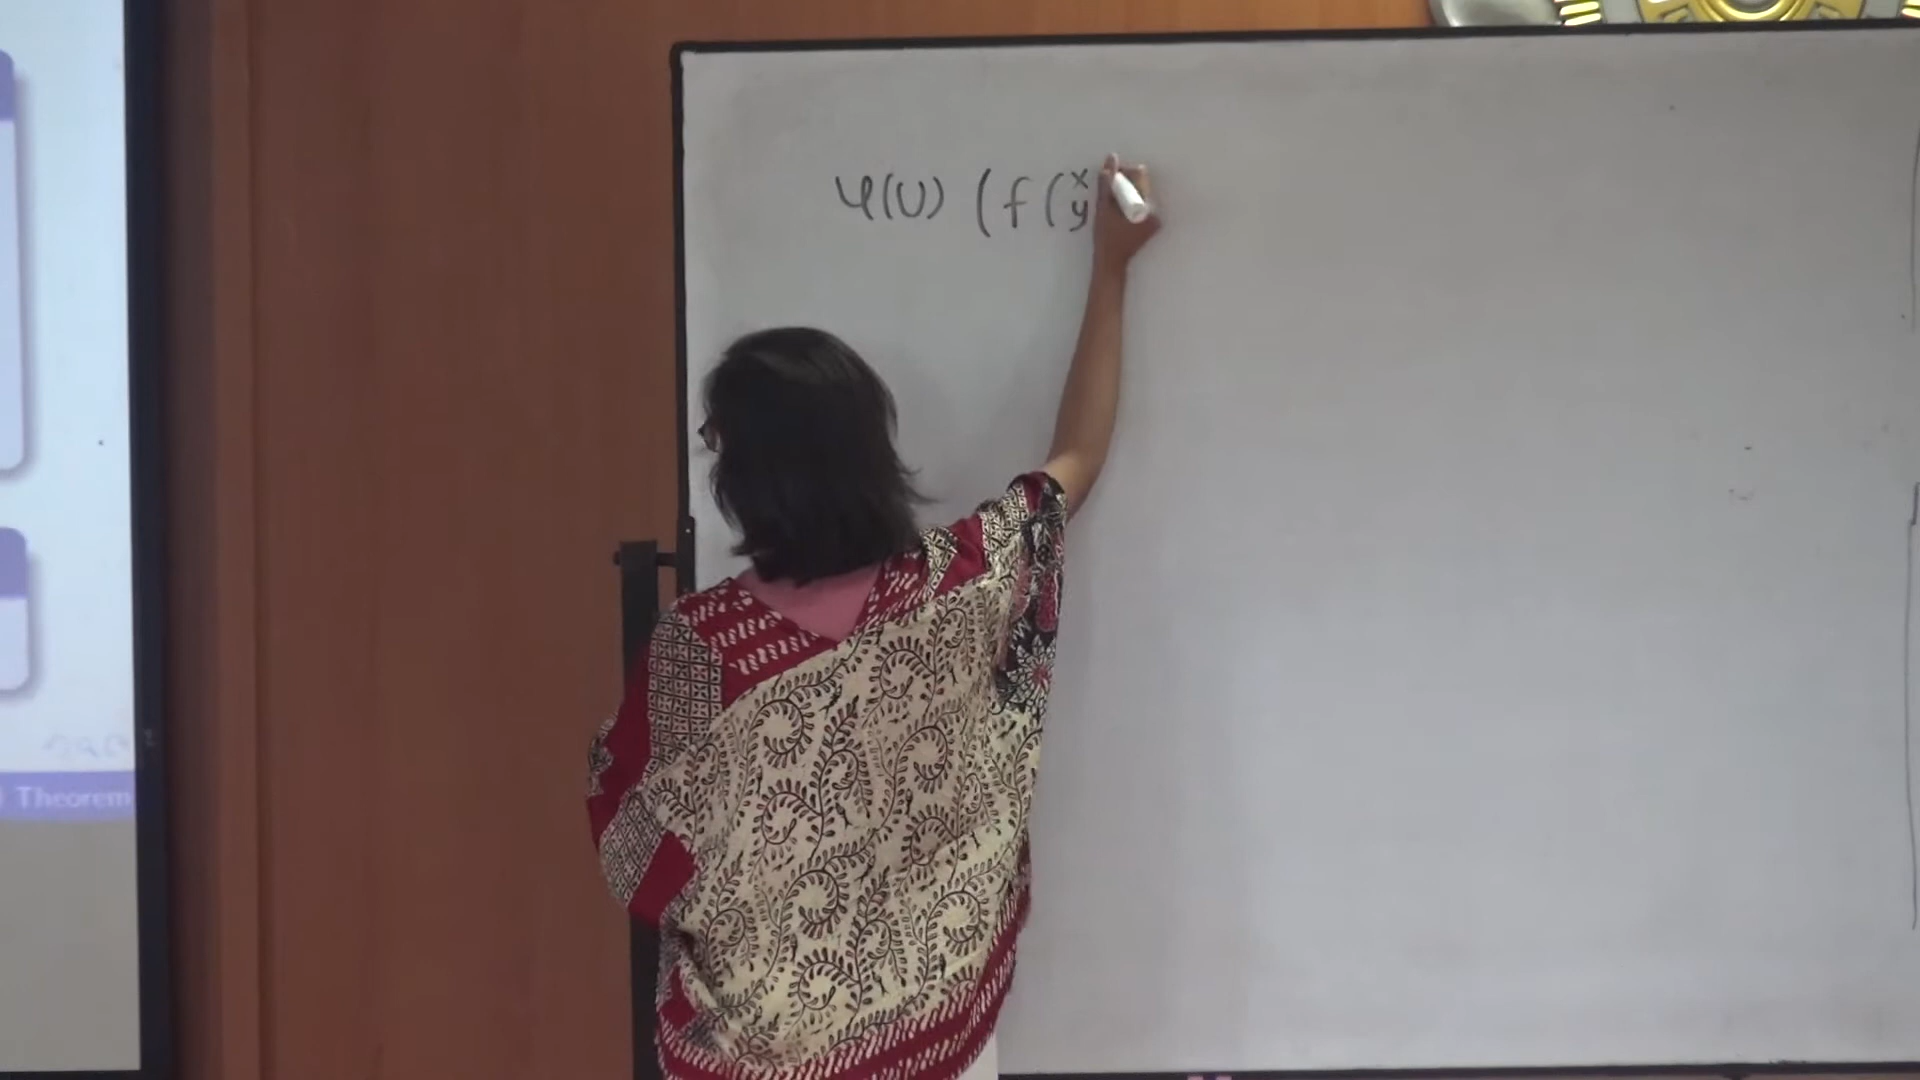 φ(U) (f(x
y
Theorem